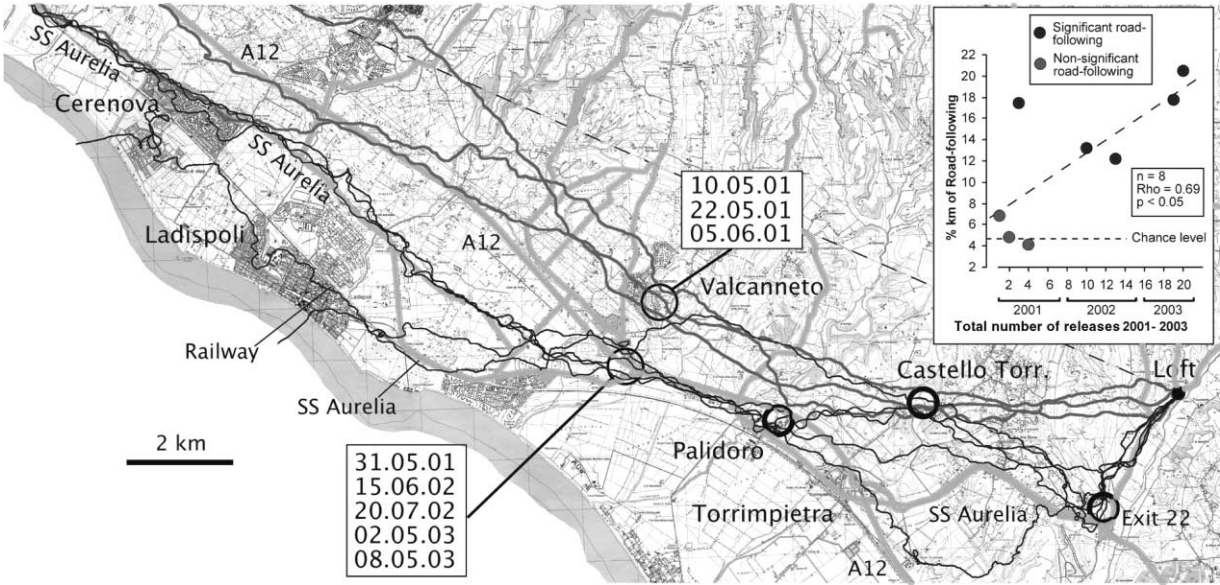 SS Aurelia
A12
Cerenova
SS Aurelia
Ladispoli
A12
Railway
SS Aurelia
2 km
10.05.01
22.05.01
05.06.01
Valcanneto
31.05.01
15.06.02
20.07.02
02.05.03
08.05.03
Palidoro
Torrimpietra
A12
Castello Torr.
Loft
SS Aurelia
Exit 22
Significant road-
following
Non-significant
road-following
% km of Road-following
22
20
18
16
14
12
10
8
6
4
2
n = 8
Rho = 0.69
p < 0.05
Chance level
2 4 6 8 10 12 14 16 18 20
2001 2002 2003
Total number of releases 2001- 2003